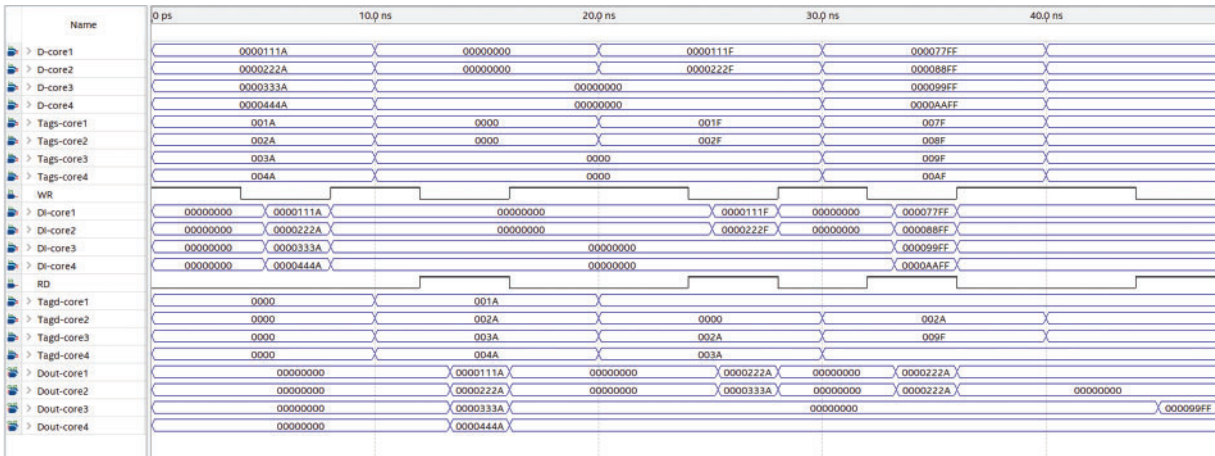 Name 0 ps 10.0 ns 20.0 ns 30.0 ns 40.0 ns
> D-core1 0000111A 00000000 0000111F 000077FF
> D-core2 0000222A 00000000 0000222F 000088FF
> D-core3 0000333A 00000000 000099FF
> D-core4 0000444A 00000000 0000AAFF
> Tags-core1 001A 0000 001F 007F
> Tags-core2 002A 0000 002F 008F
> Tags-core3 003A 0000 009F
> Tags-core4 004A 0000 00AF
WR
> DI-core1 00000000 0000111A 00000000 0000111F 00000000 000077FF
> DI-core2 00000000 0000222A 00000000 0000222F 00000000 000088FF
> DI-core3 00000000 0000333A 00000000 000099FF
> DI-core4 00000000 0000444A 00000000 0000AAFF
RD
> Tagd-core1 0000 001A
> Tagd-core2 0000 002A 0000 002A
> Tagd-core3 0000 003A 002A 009F
> Tagd-core4 0000 004A 003A
> Dout-core1 00000000 0000111A 00000000 0000222A 00000000 0000222A
> Dout-core2 00000000 0000222A 00000000 0000333A 00000000 0000222A 00000000
> Dout-core3 00000000 0000333A 00000000 000099FF
> Dout-core4 00000000 0000444A